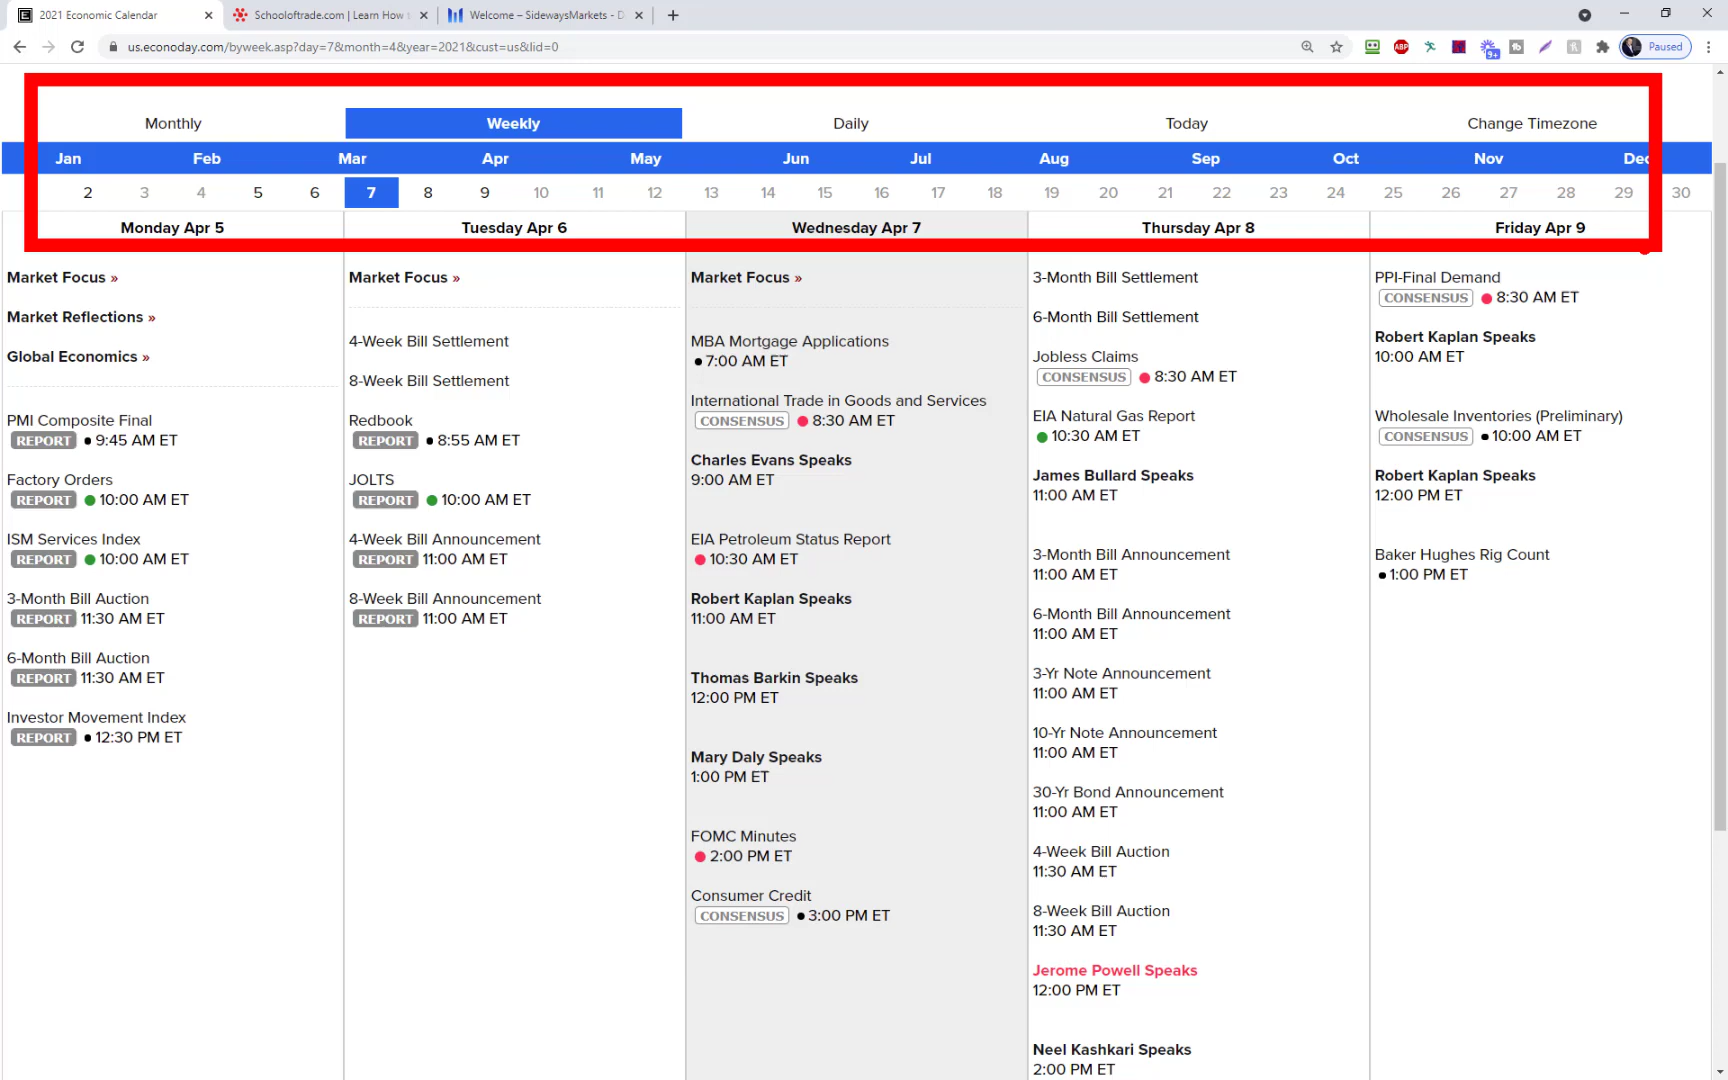 2021 Economic Calendar
Schooloftrade.com | Learn How
Welcome – SidewaysMarkets - D
us.econoday.com/byweek.asp?day=7&month=4&year=2021&cust=us&lid=0
ABP
9+
Paused
Monthly Weekly Daily Today Change Timezone
Jan Feb Mar Apr May Jun Jul Aug Sep Oct Nov Dec
2 3 4 5 6 7 8 9 10 11 12 13 14 15 16 17 18 19 20 21 22 23 24 25 26 27 28 29 30
Monday Apr 5 Tuesday Apr 6 Wednesday Apr 7 Thursday Apr 8 Friday Apr 9
Market Focus »
Market Reflections »
Global Economics »
PMI Composite Final
REPORT 9:45 AM ET
Factory Orders
REPORT 10:00 AM ET
ISM Services Index
REPORT 10:00 AM ET
3-Month Bill Auction
REPORT 11:30 AM ET
6-Month Bill Auction
REPORT 11:30 AM ET
Investor Movement Index
REPORT 12:30 PM ET
Market Focus »
4-Week Bill Settlement
8-Week Bill Settlement
Redbook
REPORT 8:55 AM ET
JOLTS
REPORT 10:00 AM ET
4-Week Bill Announcement
REPORT 11:00 AM ET
8-Week Bill Announcement
REPORT 11:00 AM ET
Market Focus »
MBA Mortgage Applications
7:00 AM ET
International Trade in Goods and Services
CONSENSUS 8:30 AM ET
Charles Evans Speaks
9:00 AM ET
EIA Petroleum Status Report
10:30 AM ET
Robert Kaplan Speaks
11:00 AM ET
Thomas Barkin Speaks
12:00 PM ET
Mary Daly Speaks
1:00 PM ET
FOMC Minutes
2:00 PM ET
Consumer Credit
CONSENSUS 3:00 PM ET
3-Month Bill Settlement
6-Month Bill Settlement
Jobless Claims
CONSENSUS 8:30 AM ET
EIA Natural Gas Report
10:30 AM ET
James Bullard Speaks
11:00 AM ET
3-Month Bill Announcement
11:00 AM ET
6-Month Bill Announcement
11:00 AM ET
3-Yr Note Announcement
11:00 AM ET
10-Yr Note Announcement
11:00 AM ET
30-Yr Bond Announcement
11:00 AM ET
4-Week Bill Auction
11:30 AM ET
8-Week Bill Auction
11:30 AM ET
Jerome Powell Speaks
12:00 PM ET
Neel Kashkari Speaks
2:00 PM ET
PPI-Final Demand
CONSENSUS 8:30 AM ET
Robert Kaplan Speaks
10:00 AM ET
Wholesale Inventories (Preliminary)
CONSENSUS 10:00 AM ET
Robert Kaplan Speaks
12:00 PM ET
Baker Hughes Rig Count
1:00 PM ET